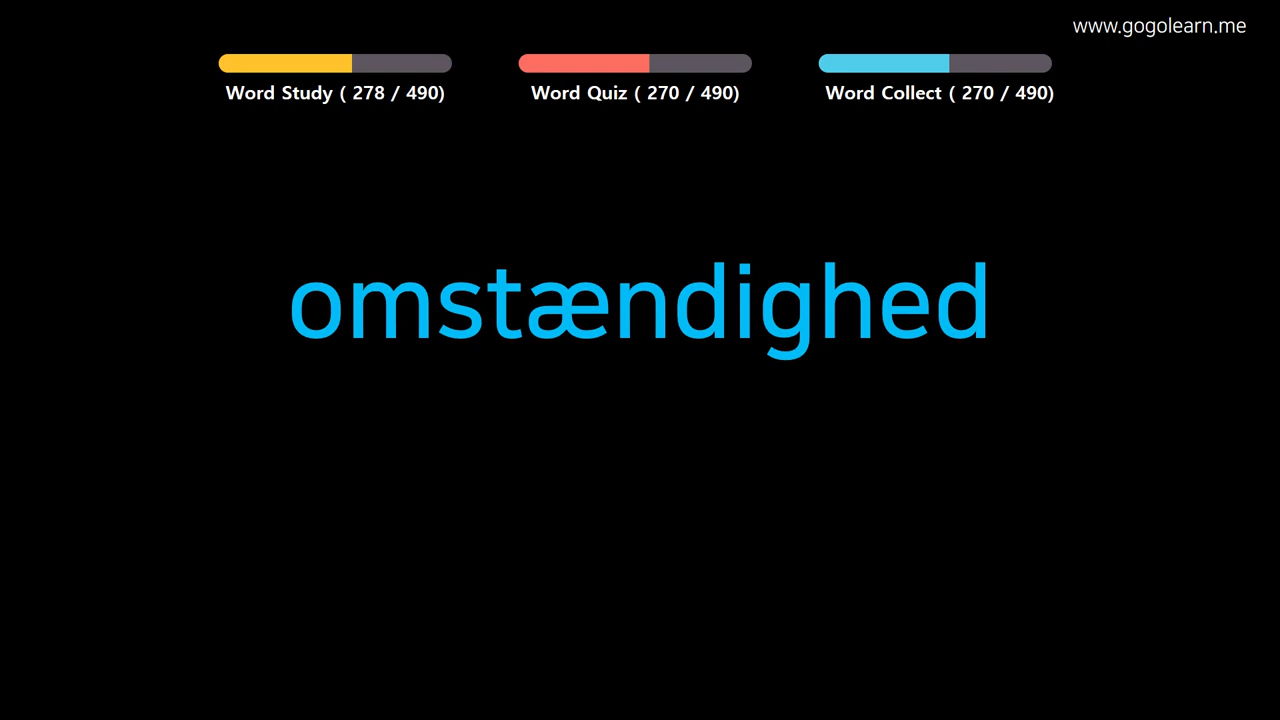 www.gogolearn.me
Word Study ( 278 / 490)
Word Quiz ( 270 / 490)
Word Collect ( 270 / 490)
omstændighed